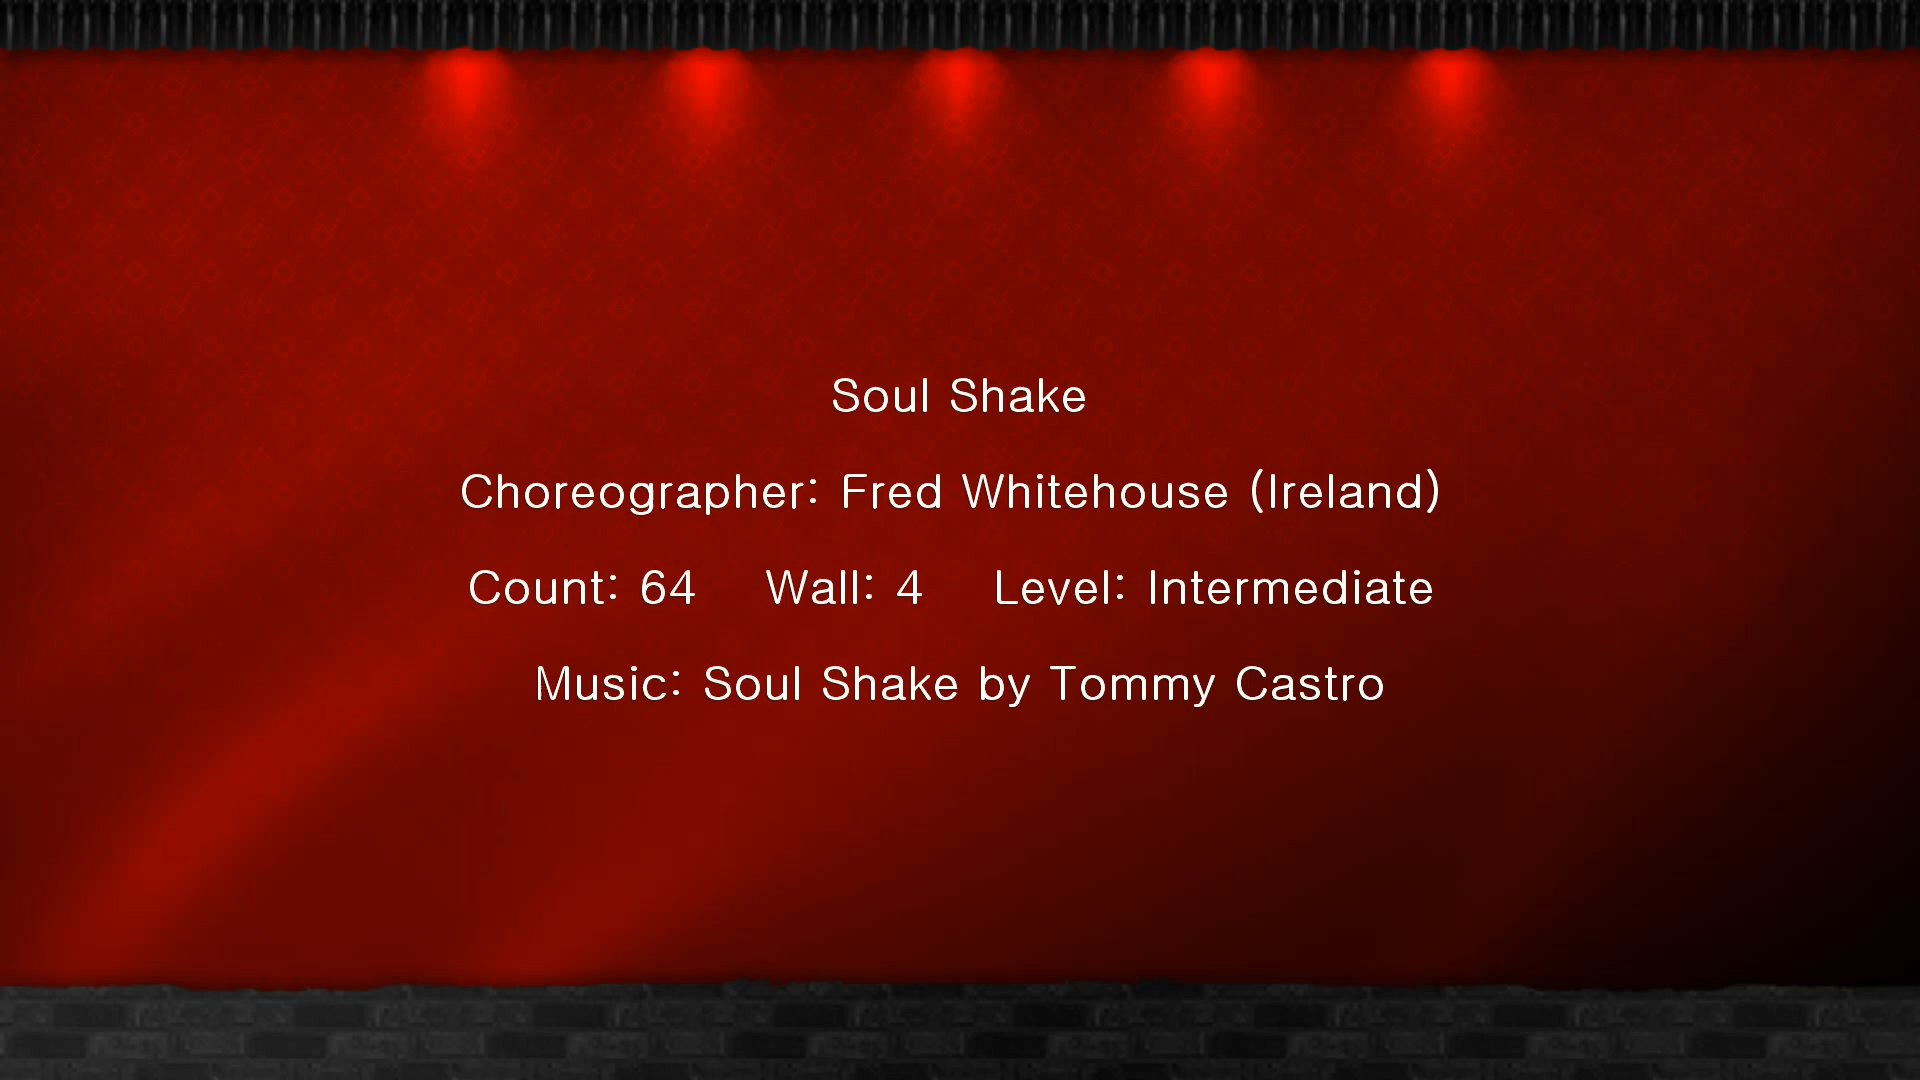 Soul Shake
Choreographer: Fred Whitehouse (Ireland)
Count: 64 Wall: 4 Level: Intermediate
Music: Soul Shake by Tommy Castro